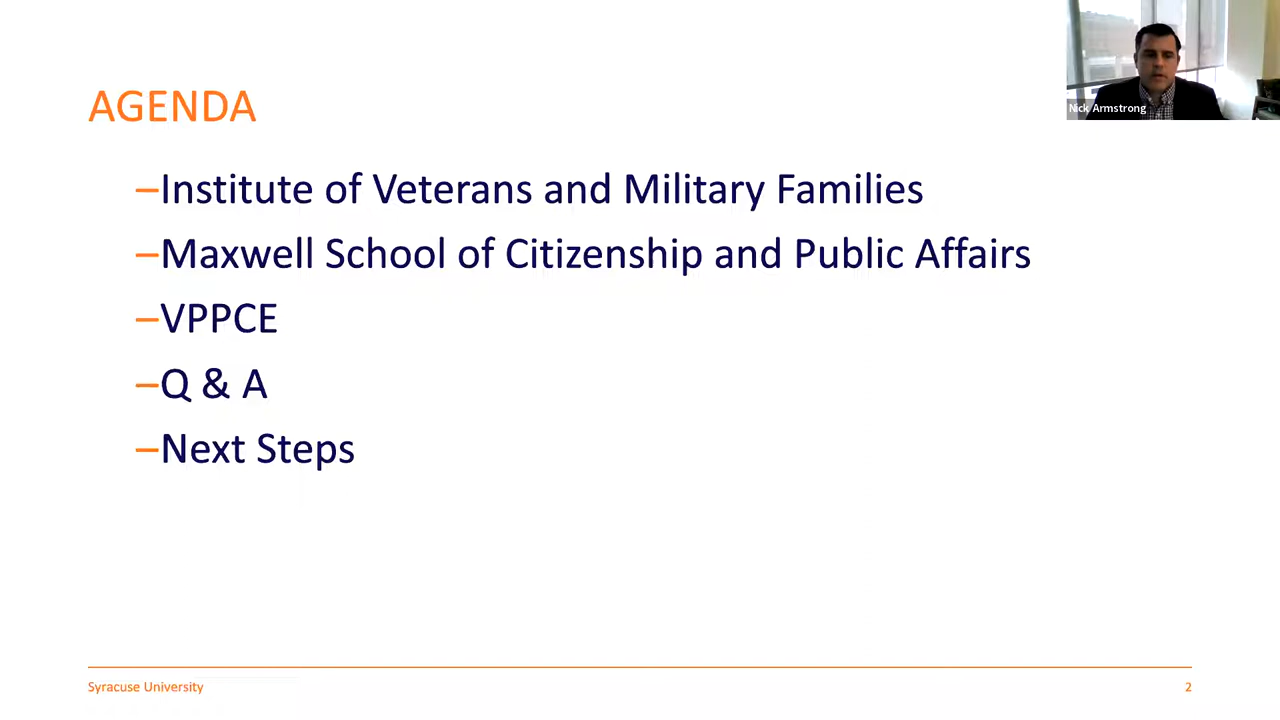 Nick Armstrong
AGENDA
–Institute of Veterans and Military Families
–Maxwell School of Citizenship and Public Affairs
–VPPCE
–Q & A
–Next Steps
Syracuse University
2